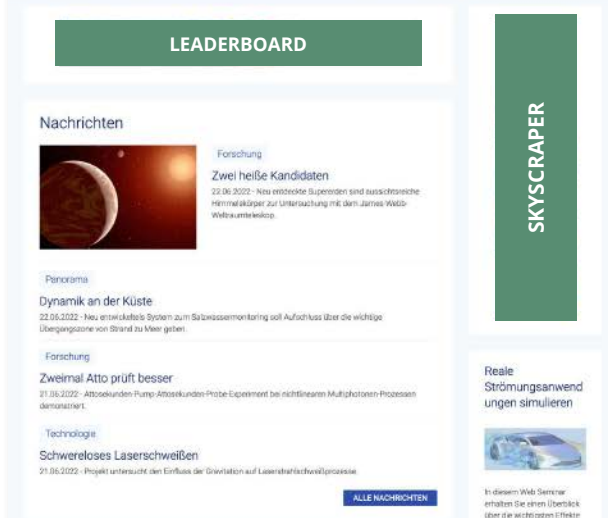 LEADERBOARD
Nachrichten
Forschung
Zwei heiße Kandidaten
22.06.2022 - Neu entdeckte Supererden sind aussichtsreiche
Himmelskörper zur Untersuchung mit dem James-Webb-
Weltraumteleskop.
Panorama
Dynamik an der Küste
22.06.2022 - Neu entwickeltels System zum Salzwassermonitoring soll Aufschluss über die wichtige
Übergangszone von Strand zu Meer geben.
Forschung
Zweimal Atto prüft besser
21.06.2022 - Attosekunden-Pump-Attosekunden-Probe-Experiment bei nichtlinearen Multiphotonen-Prozessen
demonstriert.
Technologie
Schwereloses Laserschweißen
21.06.2022 - Projekt untersucht den Einfluss der Gravitation auf Laserstrahlschweißprozesse.
ALLE NACHRICHTEN
SKYSCRAPER
Reale
Strömungsanwend
ungen simulieren
In diesem Web Seminar
erhalten Sie einen Überblick
über die wichtigsten Effekte